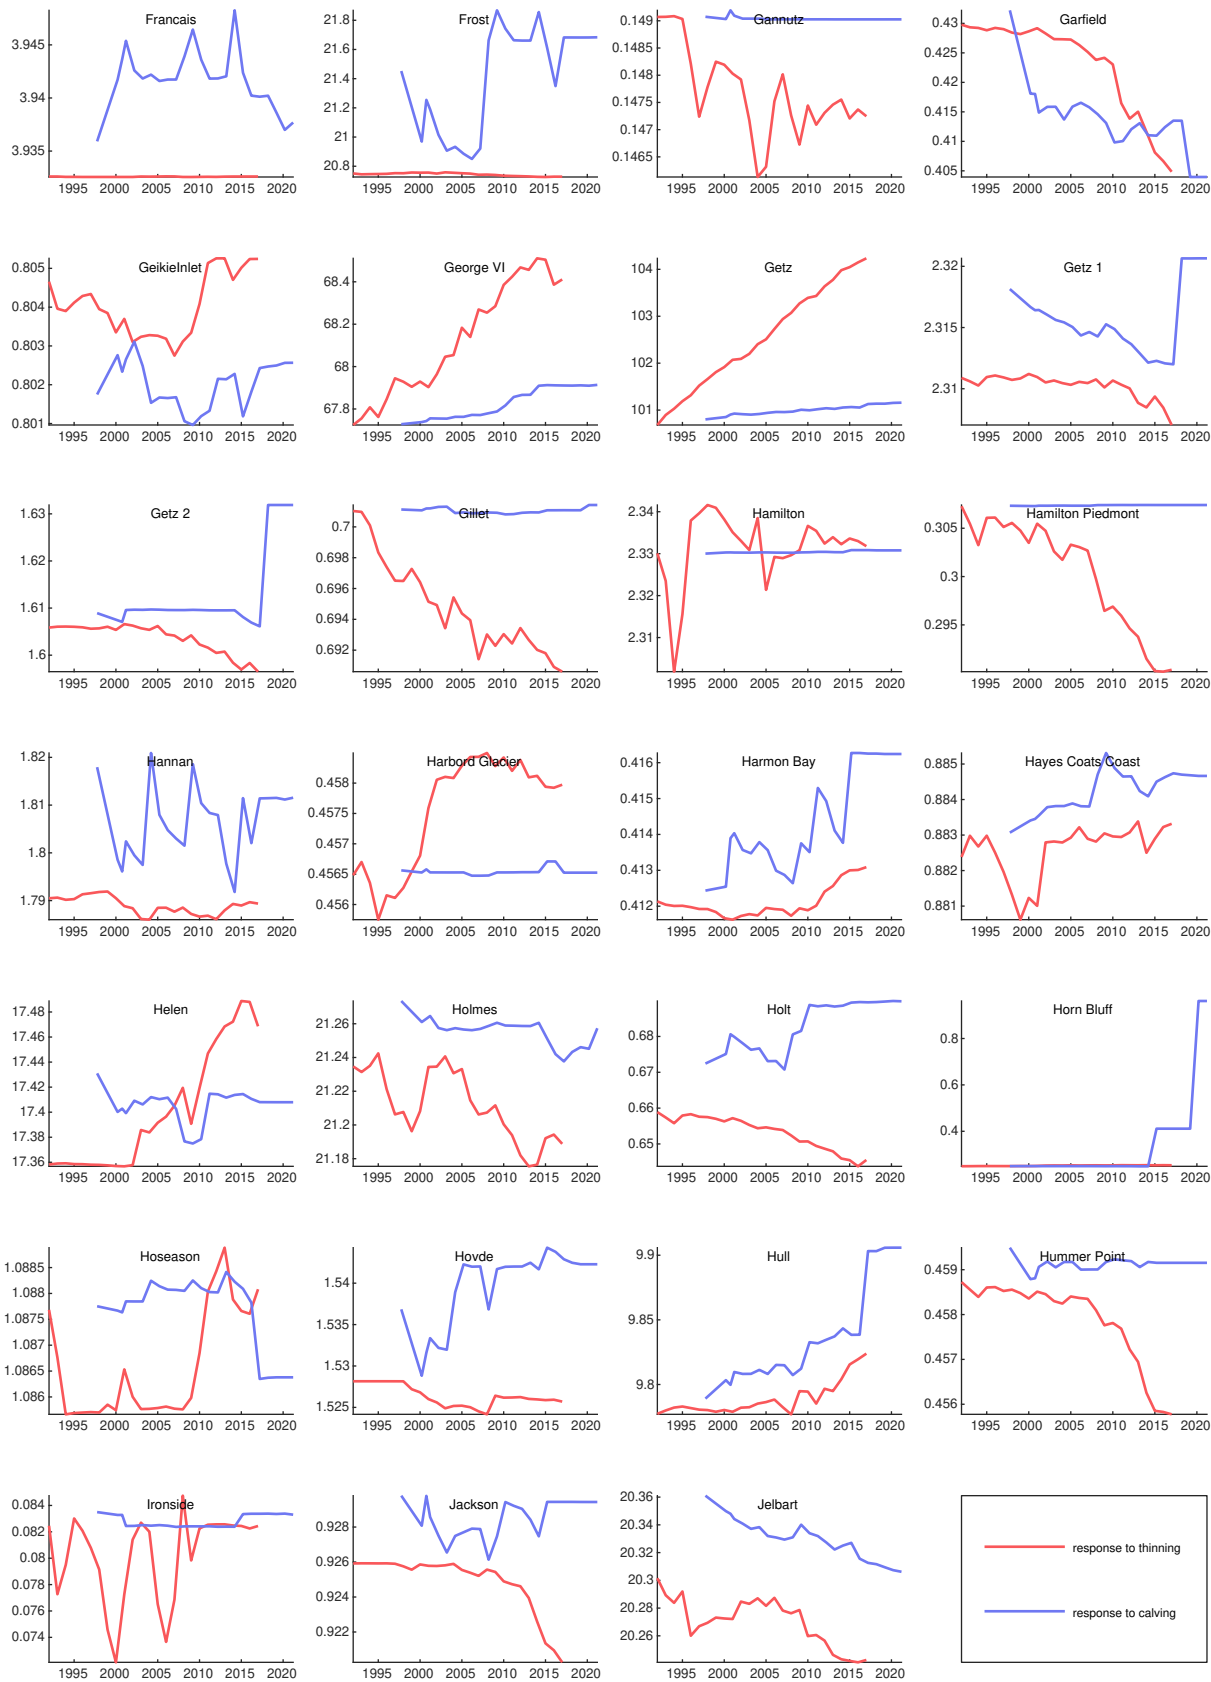 Francais
3.945
3.94
3.935
1995 2000 2005 2010 2015 2020
Frost
21.8
21.6
21.4
21.2
21
20.8
1995 2000 2005 2010 2015 2020
Gannutz
0.149
0.1485
0.148
0.1475
0.147
0.1465
1995 2000 2005 2010 2015 2020
Garfield
0.43
0.425
0.42
0.415
0.41
0.405
1995 2000 2005 2010 2015 2020
GeikieInlet
0.805
0.804
0.803
0.802
0.801
1995 2000 2005 2010 2015 2020
George VI
68.4
68.2
68
67.8
1995 2000 2005 2010 2015 2020
Getz
104
103
102
101
1995 2000 2005 2010 2015 2020
Getz 1
2.32
2.315
2.31
1995 2000 2005 2010 2015 2020
Getz 2
1.63
1.62
1.61
1.6
1995 2000 2005 2010 2015 2020
Gillet
0.7
0.698
0.696
0.694
0.692
1995 2000 2005 2010 2015 2020
Hamilton
2.34
2.33
2.32
2.31
1995 2000 2005 2010 2015 2020
Hamilton Piedmont
0.305
0.3
0.295
1995 2000 2005 2010 2015 2020
Hannan
1.82
1.81
1.8
1.79
1995 2000 2005 2010 2015 2020
Harbord Glacier
0.458
0.4575
0.457
0.4565
0.456
1995 2000 2005 2010 2015 2020
Harmon Bay
0.416
0.415
0.414
0.413
0.412
1995 2000 2005 2010 2015 2020
Hayes Coats Coast
0.885
0.884
0.883
0.882
0.881
1995 2000 2005 2010 2015 2020
Helen
17.48
17.46
17.44
17.42
17.4
17.38
17.36
1995 2000 2005 2010 2015 2020
Holmes
21.26
21.24
21.22
21.2
21.18
1995 2000 2005 2010 2015 2020
Holt
0.68
0.67
0.66
0.65
1995 2000 2005 2010 2015 2020
Horn Bluff
0.8
0.6
0.4
1995 2000 2005 2010 2015 2020
Hoseason
1.0885
1.088
1.0875
1.087
1.0865
1.086
1995 2000 2005 2010 2015 2020
Hovde
1.54
1.535
1.53
1.525
1995 2000 2005 2010 2015 2020
Hull
9.9
9.85
9.8
1995 2000 2005 2010 2015 2020
Hummer Point
0.459
0.458
0.457
0.456
1995 2000 2005 2010 2015 2020
Ironside
0.084
0.082
0.08
0.078
0.076
0.074
1995 2000 2005 2010 2015 2020
Jackson
0.928
0.926
0.924
0.922
1995 2000 2005 2010 2015 2020
Jelbart
20.36
20.34
20.32
20.3
20.28
20.26
1995 2000 2005 2010 2015 2020
response to thinning
response to calving